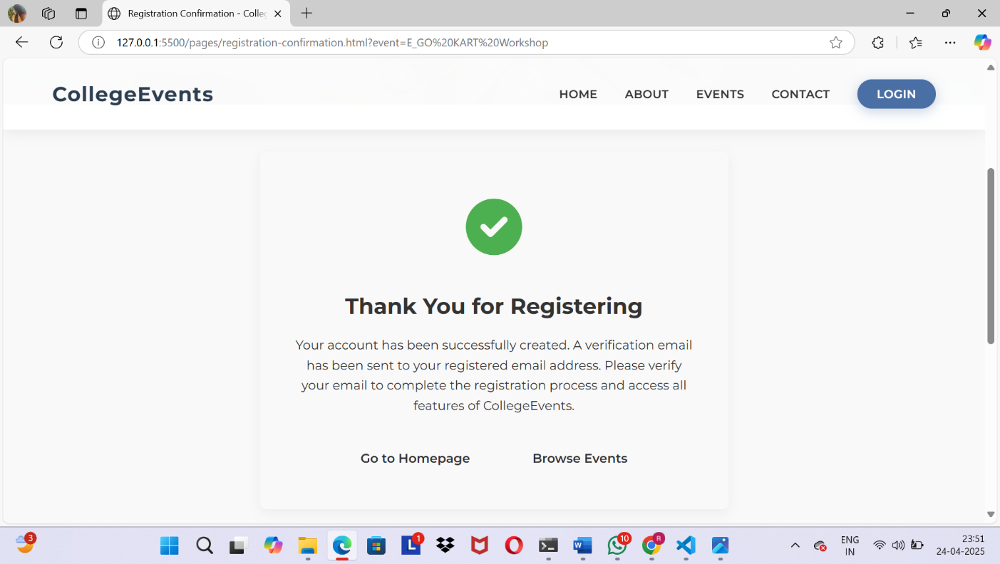 Registration Confirmation - Colle
127.0.0.1:5500/pages/registration-confirmation.html?event=E_GO%20KART%20Workshop
CollegeEvents
HOME
ABOUT
EVENTS
CONTACT
LOGIN
Thank You for Registering
Your account has been successfully created. A verification email
has been sent to your registered email address. Please verify
your email to complete the registration process and access all
features of CollegeEvents.
Go to Homepage
Browse Events
3
L
1
W
10
R
ENG
IN
23:51
24-04-2025